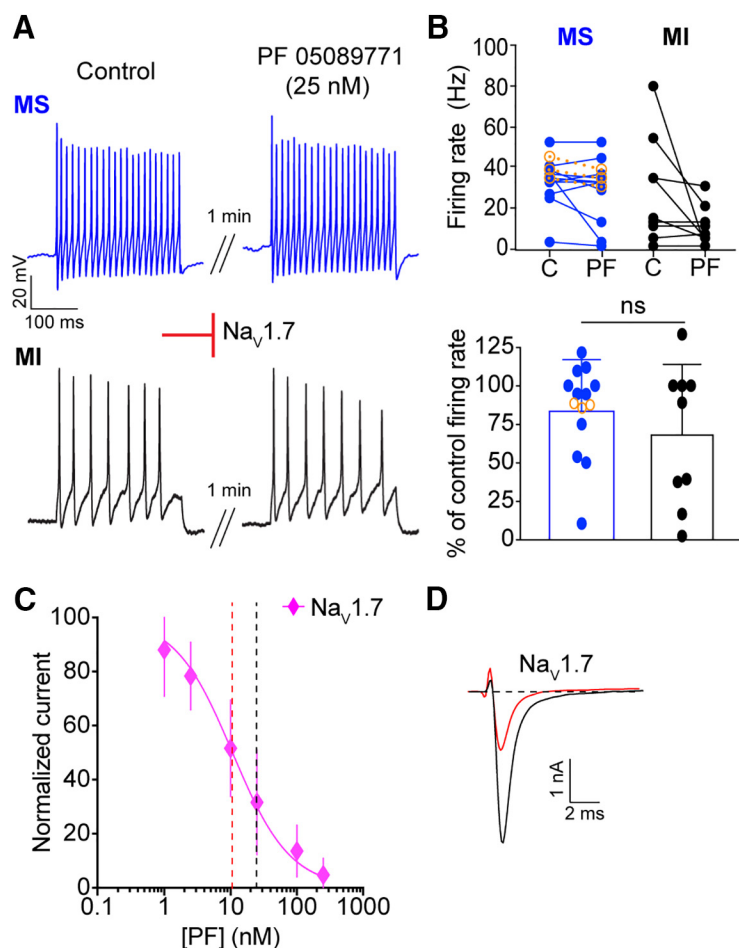 A
Control
PF 05089771
(25 nM)
MS
1 min
20 mV
100 ms
NaV1.7
MI
1 min
B
MS
MI
Firing rate (Hz)
100
80
60
40
20
0
C
PF
C
PF
ns
% of control firing rate
125
100
75
50
25
0
C
NaV1.7
Normalized current
100
80
60
40
20
0
0.1
1
10
100
1000
[PF] (nM)
D
NaV1.7
1 nA
2 ms